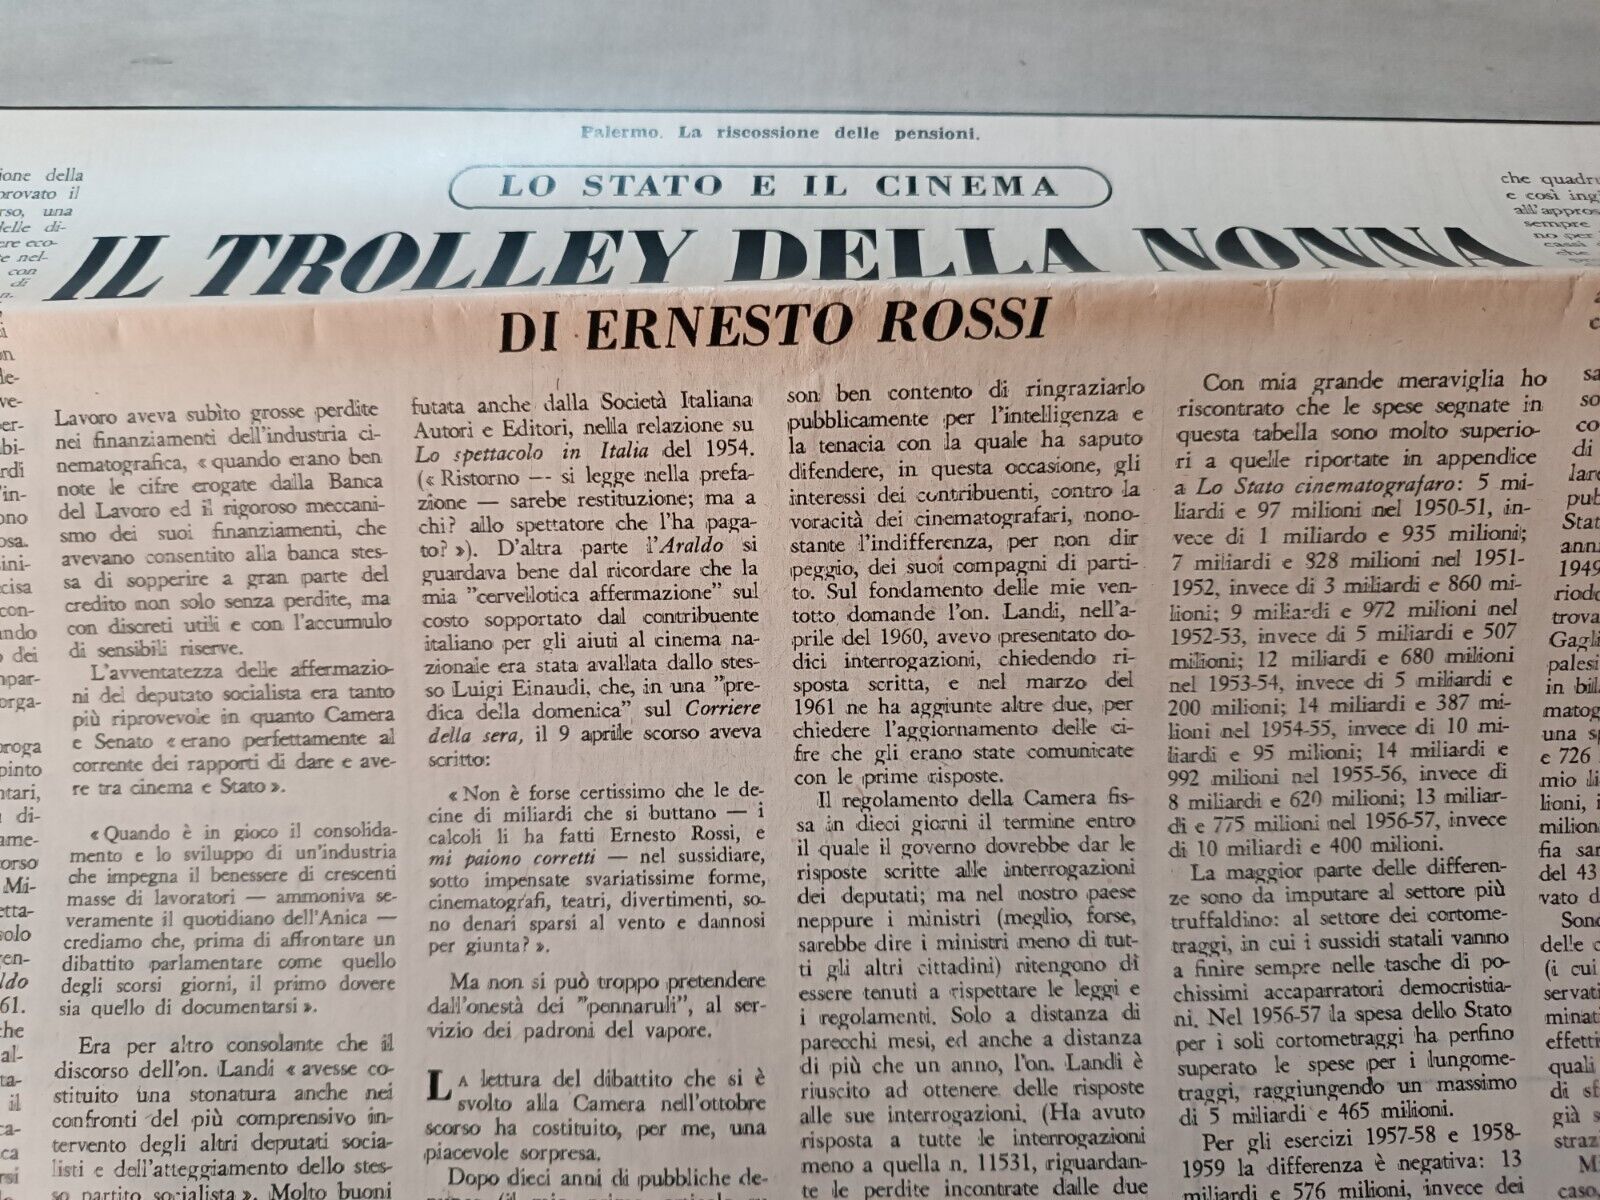 Palermo. La riscossione delle pensioni.
LO STATO E IL CINEMA
IL TROLLEY DELLA NONNA
DI ERNESTO ROSSI
ione della
provato il
rso, una
delle di-
ere eco-
e nel-
con
di
Lavoro aveva subìto grosse perdite
nei finanziamenti dell'industria ci-
nematografica, « quando erano ben
note le cifre erogate dalla Banca
del Lavoro ed il rigoroso meccani-
smo dei suoi finanziamenti, che
avevano consentito alla banca stes-
sa di sopperire a gran parte del
credito non solo senza perdite, ma
con discreti utili e con l'accumulo
di sensibili riserve.
L'avventatezza delle affermazio-
ni del deputato socialista era tanto
più riprovevole in quanto Camera
e Senato « erano perfettamente al
corrente dei rapporti di dare e ave-
re tra cinema e Stato ».
« Quando è in gioco il consolida-
mento e lo sviluppo di un'industria
che impegna il benessere di crescenti
masse di lavoratori — ammoniva se-
veramente il quotidiano dell'Anica —
crediamo che, prima di affrontare un
dibattito parlamentare come quello
degli scorsi giorni, il primo dovere
sia quello di documentarsi ».
Era per altro consolante che il
discorso dell'on. Landi « avesse co-
stituito una stonatura anche nei
confronti del più comprensivo in-
tervento degli altri deputati socia-
listi e dell'atteggiamento dello stes-
so partito socialista ». Molto buoni
futata anche dalla Società Italiana
Autori e Editori, nella relazione su
Lo spettacolo in Italia del 1954.
(« Ristorno — si legge nella prefa-
zione — sarebe restituzione; ma a
chi? allo spettatore che l'ha paga-
to? »). D'altra parte l'Araldo si
guardava bene dal ricordare che la
mia "cervellotica affermazione" sul
costo sopportato dal contribuente
italiano per gli aiuti al cinema na-
zionale era stata avallata dallo stes-
so Luigi Einaudi, che, in una "pre-
dica della domenica" sul Corriere
della sera, il 9 aprile scorso aveva
scritto:
« Non è forse certissimo che le de-
cine di miliardi che si buttano — i
calcoli li ha fatti Ernesto Rossi, e
mi paiono corretti — nel sussidiare,
sotto impensate svariatissime forme,
cinematografi, teatri, divertimenti, so-
no denari sparsi al vento e dannosi
per giunta? ».
Ma non si può troppo pretendere
dall'onestà dei "pennaruli", al ser-
vizio dei padroni del vapore.
LA lettura del dibattito che si è
svolto alla Camera nell'ottobre
scorso ha costituito, per me, una
piacevole sorpresa.
Dopo dieci anni di pubbliche de-
son ben contento di ringraziarlo
pubblicamente per l'intelligenza e
la tenacia con la quale ha saputo
difendere, in questa occasione, gli
interessi dei contribuenti, contro la
voracità dei cinematografari, nono-
stante l'indifferenza, per non dir
peggio, dei suoi compagni di parti-
to. Sul fondamento delle mie ven-
totto domande l'on. Landi, nell'a-
prile del 1960, avevo presentato do-
dici interrogazioni, chiedendo ri-
sposta scritta, e nel marzo del
1961 ne ha aggiunte altre due, per
chiedere l'aggiornamento delle ci-
fre che gli erano state comunicate
con le prime risposte.
Il regolamento della Camera fis-
sa in dieci giorni il termine entro
il quale il governo dovrebbe dar le
risposte scritte alle interrogazioni
dei deputati; ma nel nostro paese
neppure i ministri (meglio, forse,
sarebbe dire i ministri meno di tut-
ti gli altri cittadini) ritengono di
essere tenuti a rispettare le leggi e
i regolamenti. Solo a distanza di
parecchi mesi, ed anche a distanza
di più che un anno, l'on. Landi è
riuscito ad ottenere delle risposte
alle sue interrogazioni. (Ha avuto
risposta a tutte le interrogazioni
meno a quella n. 11531, riguardan-
te le perdite incontrate dalle due
Con mia grande meraviglia ho
riscontrato che le spese segnate in
questa tabella sono molto superio-
ri a quelle riportate in appendice
a Lo Stato cinematografaro: 5 mi-
liardi e 97 milioni nel 1950-51, in-
vece di 1 miliardo e 935 milioni;
7 miliardi e 828 milioni nel 1951-
1952, invece di 3 miliardi e 860 mi-
lioni; 9 miliardi e 972 milioni nel
1952-53, invece di 5 miliardi e 507
milioni; 12 miliardi e 680 milioni
nel 1953-54, invece di 5 miliardi e
200 milioni; 14 miliardi e 387 mi-
lioni nel 1954-55, invece di 10 mi-
liardi e 95 milioni; 14 miliardi e
992 milioni nel 1955-56, invece di
8 miliardi e 620 milioni; 13 miliar-
di e 775 milioni nel 1956-57, invece
di 10 miliardi e 400 milioni.
La maggior parte delle differen-
ze sono da imputare al settore più
truffaldino: al settore dei cortome-
traggi, in cui i sussidi statali vanno
a finire sempre nelle tasche di po-
chissimi accaparratori democristia-
ni. Nel 1956-57 la spesa dello Stato
per i soli cortometraggi ha perfino
superato le spese per i lungome-
traggi, raggiungendo un massimo
di 5 miliardi e 465 milioni.
Per gli esercizi 1957-58 e 1958-
1959 la differenza è negativa: 13
miliardi e 576 milioni, invece dei
che quadru
e così ing
all'appros
sempre
no per
cassi
che